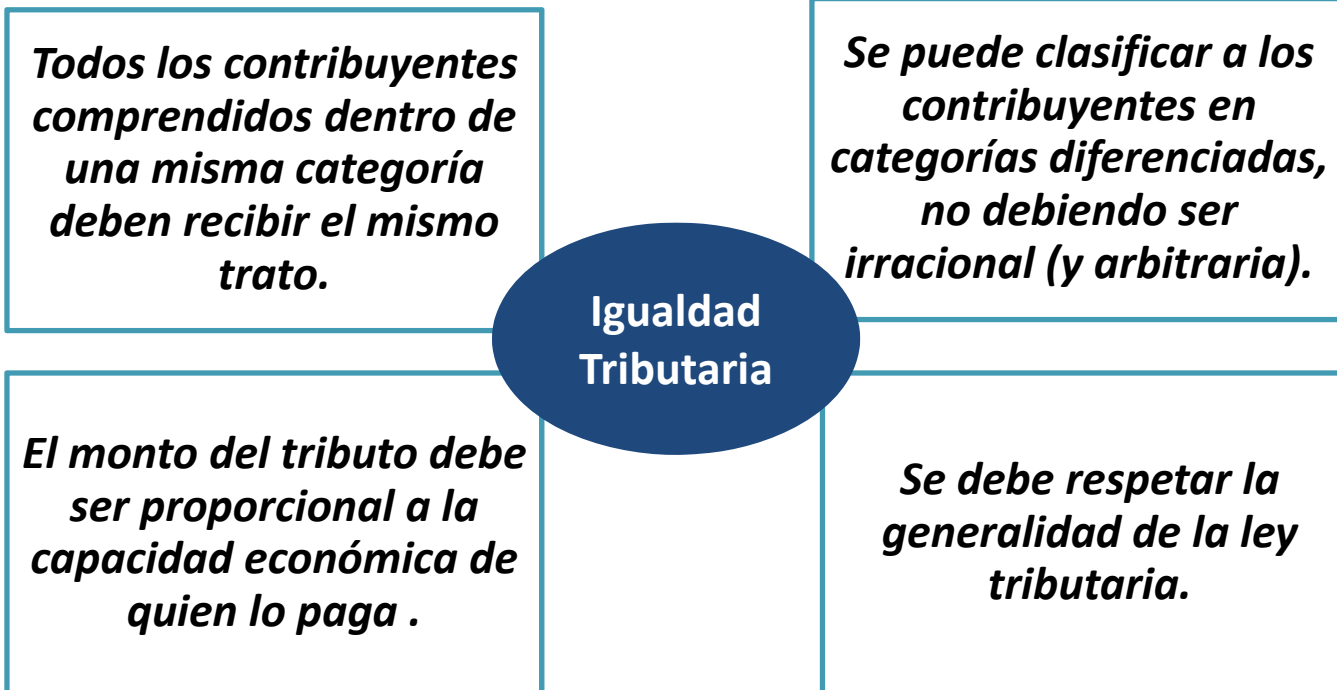 Todos los contribuyentes
comprendidos dentro de
una misma categoría
deben recibir el mismo
trato.
Se puede clasificar a los
contribuyentes en
categorías diferenciadas,
no debiendo ser
irracional (y arbitraria).
Igualdad
Tributaria
El monto del tributo debe
ser proporcional a la
capacidad económica de
quien lo paga .
Se debe respetar la
generalidad de la ley
tributaria.